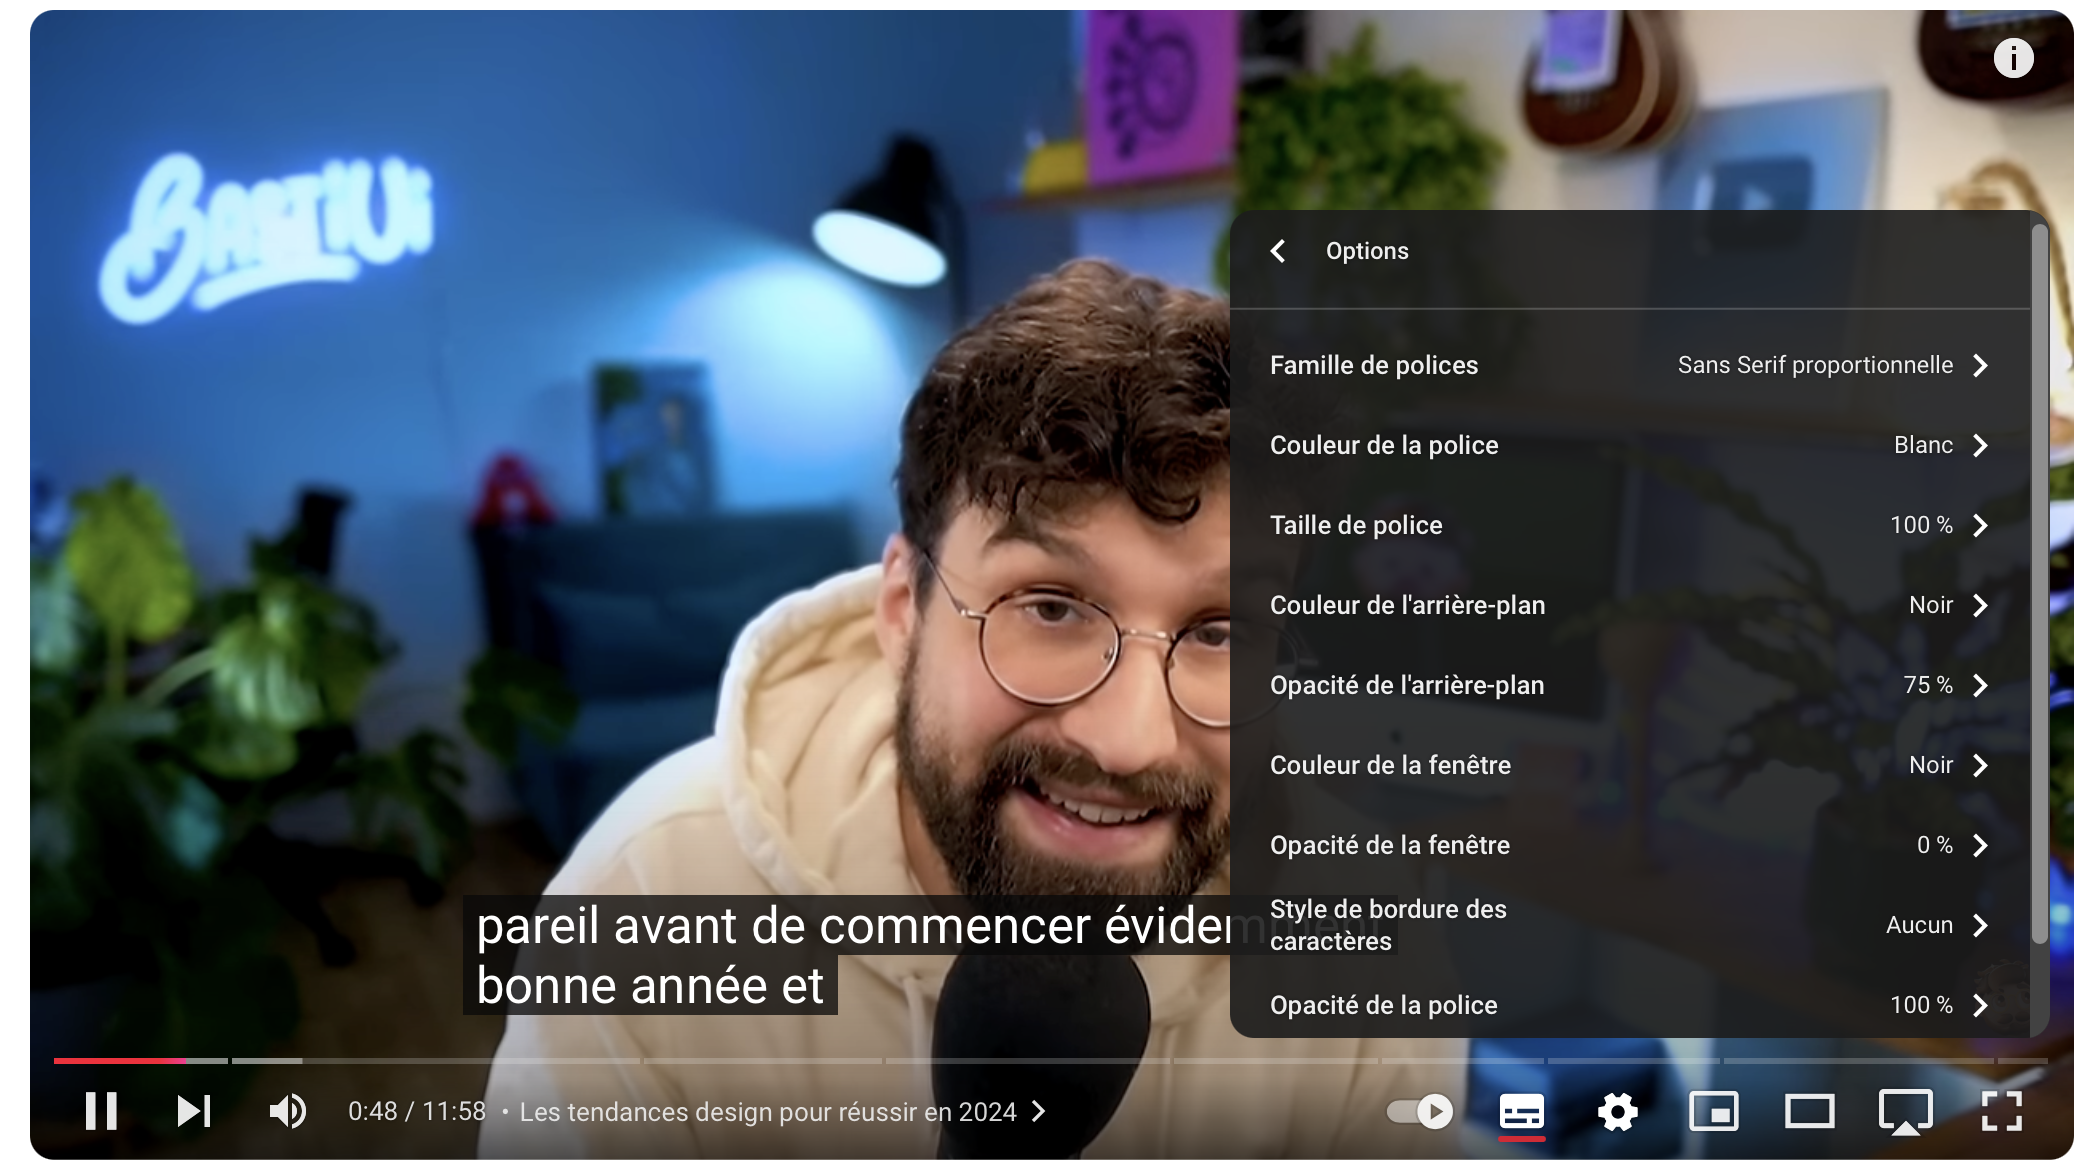 BASTiUi
Options
Famille de polices Sans Serif proportionnelle
Couleur de la police Blanc
Taille de police 100 %
Couleur de l'arrière-plan Noir
Opacité de l'arrière-plan 75 %
Couleur de la fenêtre Noir
Opacité de la fenêtre 0 %
Style de bordure des
caractères Aucun
Opacité de la police 100 %
pareil avant de commencer évidemment
bonne année et
0:48 / 11:58 • Les tendances design pour réussir en 2024